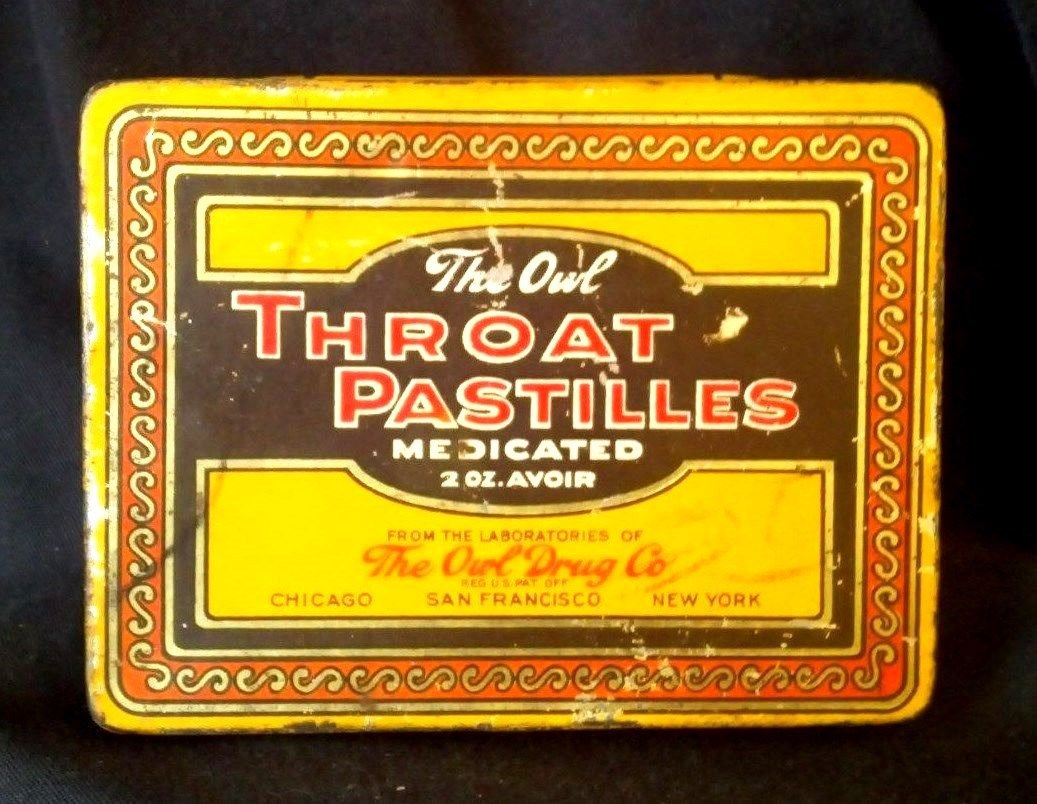 The Owl
THROAT
PASTILLES
MEDICATED
2 OZ. AVOIR
FROM THE LABORATORIES OF
The Owl Drug Co
REG U.S. PAT OFF
CHICAGO SAN FRANCISCO NEW YORK